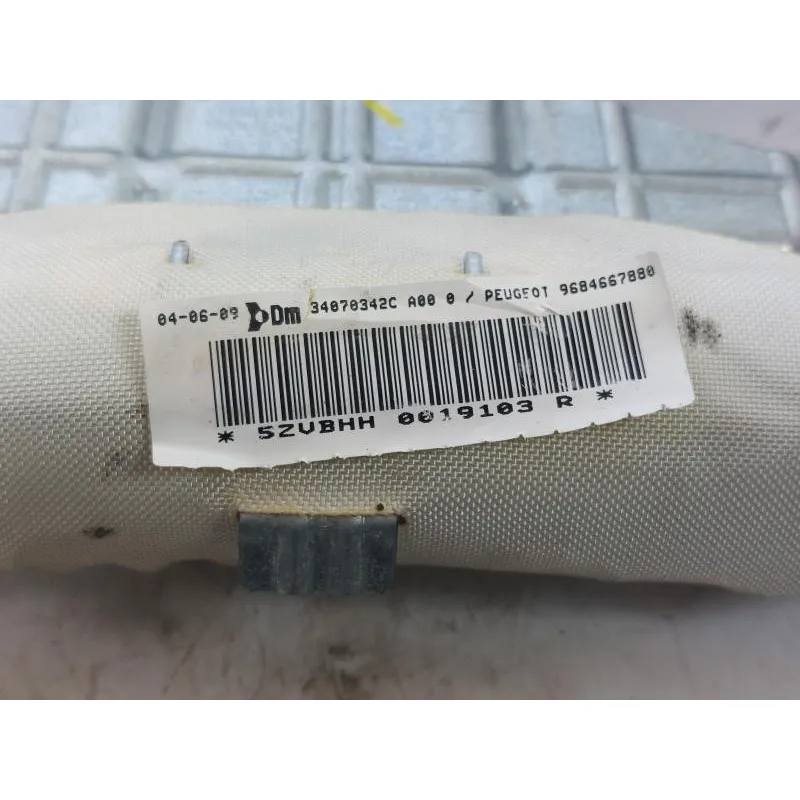 04-06-09 Dm 34070342C A00 0 / PEUGEOT 9684667880
* 5ZVBHH 0019103 R *